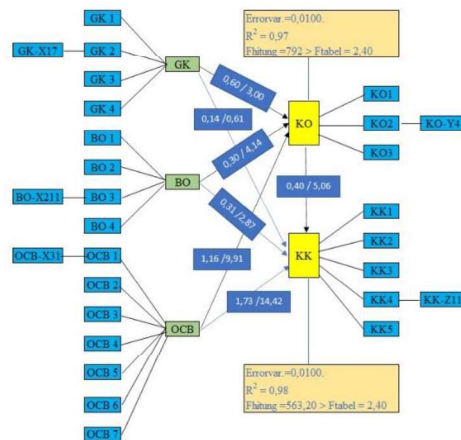 Errorvar.=0,0100.
R² = 0,97
Fhitung=792 > Ftabel = 2,40
GK 1
GK-X17
GK 2
GK 3
GK 4
GK
BO 1
BO 2
BO-X211
BO 3
BO 4
BO
OCB-X31
OCB 1
OCB 2
OCB 3
OCB 4
OCB 5
OCB 6
OCB 7
OCB
0,60 / 3,00
0,14 /0,61
0,30 / 4,14
0,31 /2,87
1,16 /9,91
1,73 /14,42
0,40 / 5,06
KO
KO1
KO2
KO-Y4
KO3
KK
KK1
KK2
KK3
KK4
KK-Z11
KK5
Errorvar.=0,0100.
R² = 0,98
Fhitung =563,20 > Ftabel = 2,40